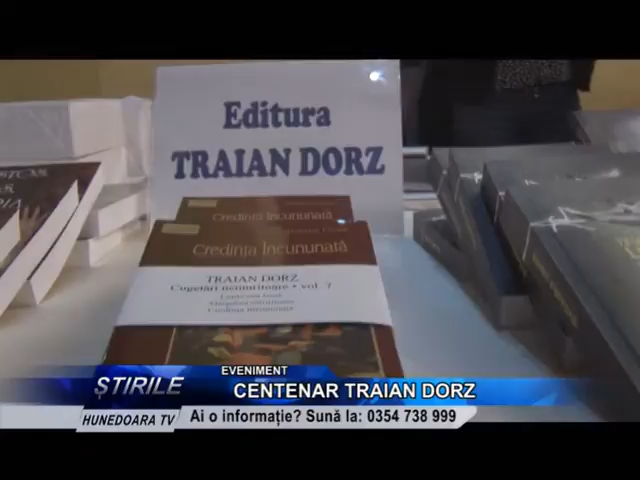 Editura
TRAIAN DORZ
Credința Încununată
Credința Încununată
TRAIAN DORZ
Cugetări nemuritoare • vol. 7
EVENIMENT
ȘTIRILE
CENTENAR TRAIAN DORZ
HUNEDOARA TV
Ai o informație? Sună la: 0354 738 999